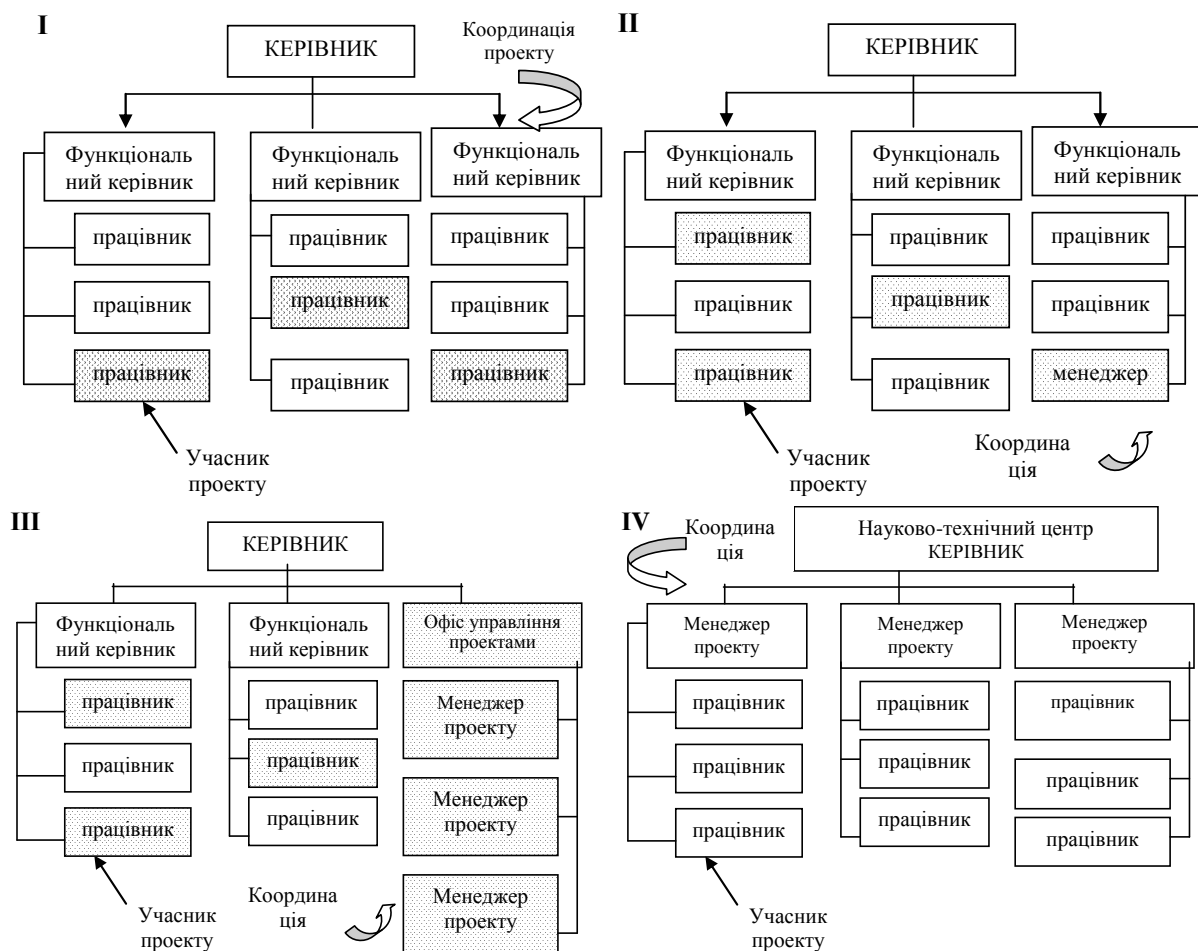 I
КЕРІВНИК
Координація
проекту
Функціональ
ний керівник
працівник
працівник
працівник
Функціональ
ний керівник
працівник
працівник
працівник
Функціональ
ний керівник
працівник
працівник
працівник
Учасник
проекту
II
КЕРІВНИК
Функціональ
ний керівник
працівник
працівник
працівник
Функціональ
ний керівник
працівник
працівник
працівник
Функціональ
ний керівник
працівник
працівник
менеджер
Учасник
проекту
Координа
ція
III
КЕРІВНИК
Функціональ
ний керівник
працівник
працівник
працівник
Функціональ
ний керівник
працівник
працівник
працівник
Офіс управління
проектами
Менеджер
проекту
Менеджер
проекту
Менеджер
проекту
Учасник
проекту
Координа
ція
IV
Координа
ція
Науково-технічний центр
КЕРІВНИК
Менеджер
проекту
працівник
працівник
працівник
Менеджер
проекту
працівник
працівник
працівник
Менеджер
проекту
працівник
працівник
працівник
Учасник
проекту